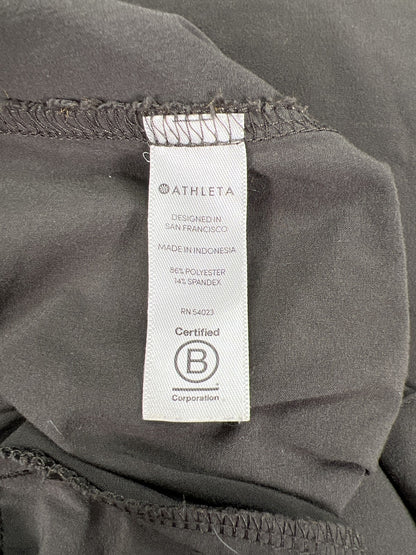 ATHLETA
DESIGNED IN
SAN FRANCISCO
MADE IN INDONESIA
86% POLYESTER
14% SPANDEX
RN 54023
Certified
B
Corporation